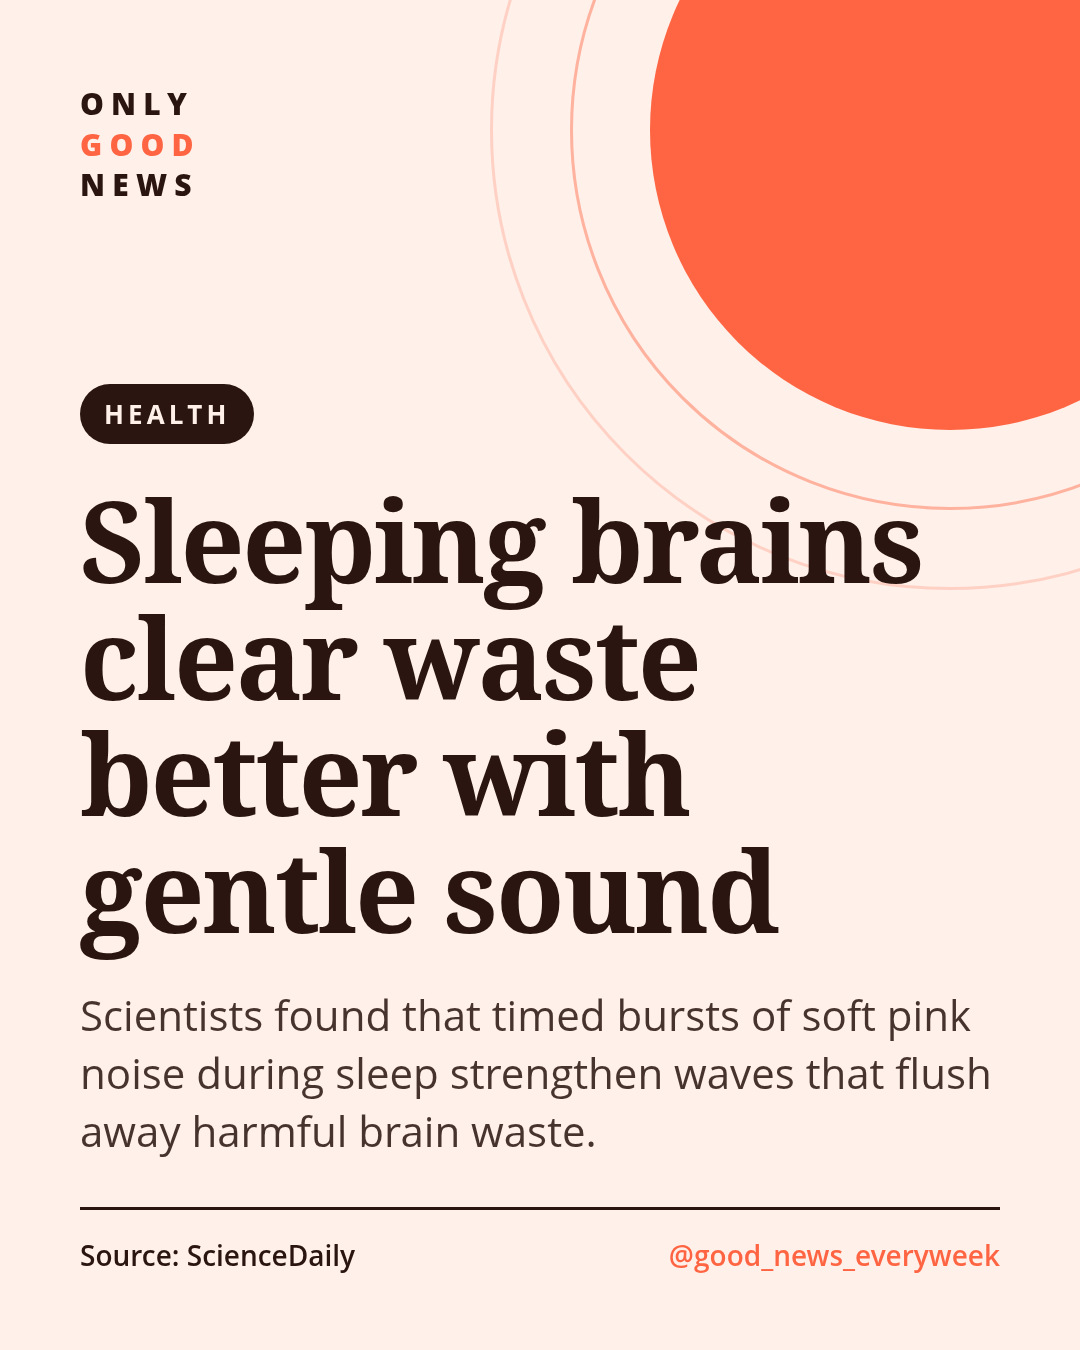 ONLY
GOOD
NEWS
HEALTH
Sleeping brains
clear waste
better with
gentle sound
Scientists found that timed bursts of soft pink
noise during sleep strengthen waves that flush
away harmful brain waste.
Source: ScienceDaily
@good_news_everyweek